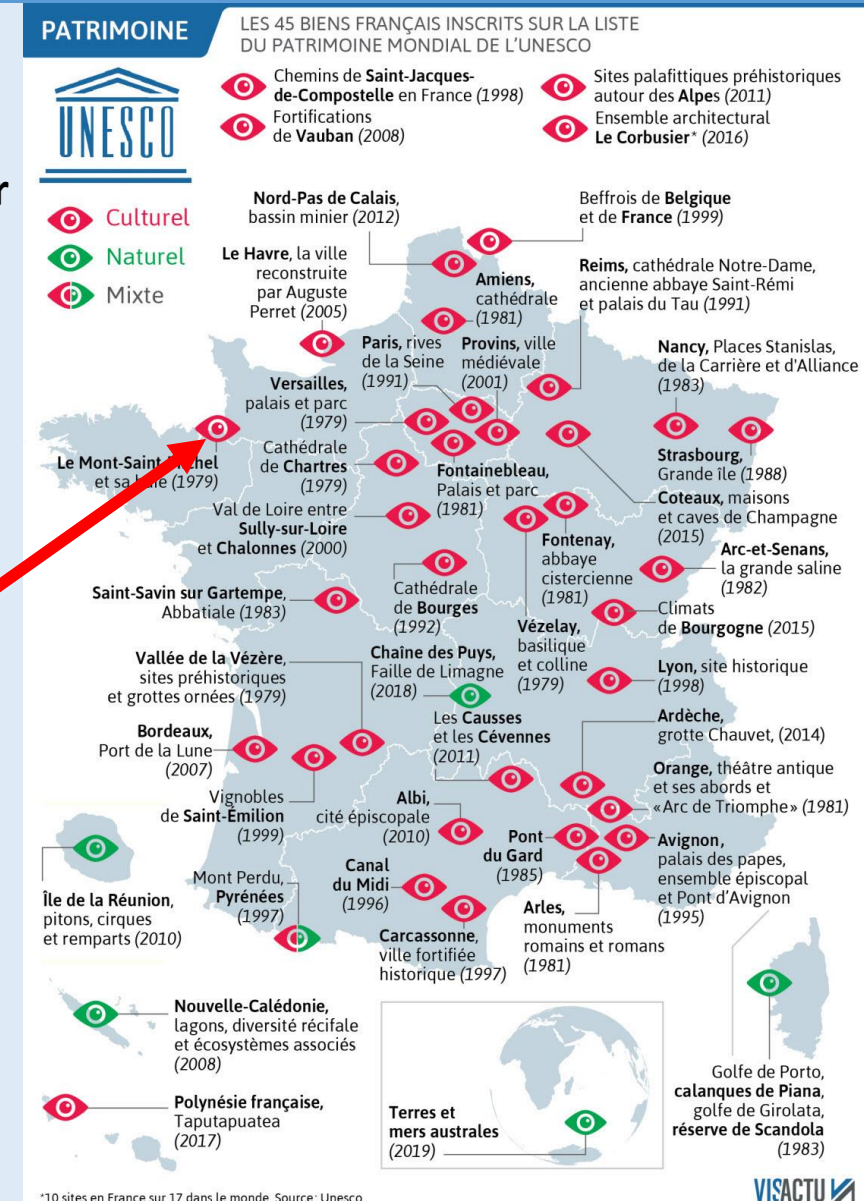 PATRIMOINE
LES 45 BIENS FRANÇAIS INSCRITS SUR LA LISTE
DU PATRIMOINE MONDIAL DE L'UNESCO
UNESCO
r
Culturel
Naturel
Mixte
Chemins de Saint-Jacques-
de-Compostelle en France (1998)
Fortifications
de Vauban (2008)
Sites palafittiques préhistoriques
autour des Alpes (2011)
Ensemble architectural
Le Corbusier* (2016)
Nord-Pas de Calais,
bassin minier (2012)
Beffrois de Belgique
et de France (1999)
Le Havre, la ville
reconstruite
par Auguste
Perret (2005)
Amiens,
cathédrale
(1981)
Reims, cathédrale Notre-Dame,
ancienne abbaye Saint-Rémi
et palais du Tau (1991)
Paris, rives
de la Seine
(1991)
Provins, ville
médiévale
(2001)
Nancy, Places Stanislas,
de la Carrière et d'Alliance
(1983)
Versailles,
palais et parc
(1979)
Le Mont-Saint-Michel
et sa baie (1979)
Cathédrale
de Chartres
(1979)
Fontainebleau,
Palais et parc
(1981)
Strasbourg,
Grande île (1988)
Coteaux, maisons
et caves de Champagne
(2015)
Val de Loire entre
Sully-sur-Loire
et Chalonnes (2000)
Fontenay,
abbaye
cistercienne
(1981)
Arc-et-Senans,
la grande saline
(1982)
Saint-Savin sur Gartempe,
Abbatiale (1983)
Cathédrale
de Bourges
(1992)
Vézelay,
basilique
et colline
(1979)
Climats
de Bourgogne (2015)
Vallée de la Vézère,
sites préhistoriques
et grottes ornées (1979)
Chaîne des Puys,
Faille de Limagne
(2018)
Lyon, site historique
(1998)
Bordeaux,
Port de la Lune
(2007)
Les Causses
et les Cévennes
(2011)
Ardèche,
grotte Chauvet, (2014)
Vignobles
de Saint-Émilion
(1999)
Albi,
cité épiscopale
(2010)
Orange, théâtre antique
et ses abords et
«Arc de Triomphe» (1981)
Pont
du Gard
(1985)
Avignon,
palais des papes,
ensemble épiscopal
et Pont d'Avignon
(1995)
Île de la Réunion,
pitons, cirques
et remparts (2010)
Mont Perdu,
Pyrénées
(1997)
Canal
du Midi
(1996)
Carcassonne,
ville fortifiée
historique (1997)
Arles,
monuments
romains et romans
(1981)
Nouvelle-Calédonie,
lagons, diversité récifale
et écosystèmes associés
(2008)
Polynésie française,
Taputapuatea
(2017)
Terres et
mers australes
(2019)
Golfe de Porto,
calanques de Piana,
golfe de Girolata,
réserve de Scandola
(1983)
*10 sites en France sur 17 dans le monde. Source: Unesco
VISACTU